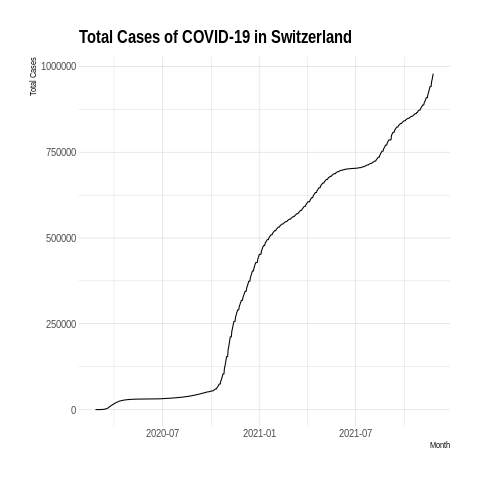 Total Cases of COVID-19 in Switzerland
Total Cases
1000000
750000
500000
250000
0
2020-07 2021-01 2021-07
Month